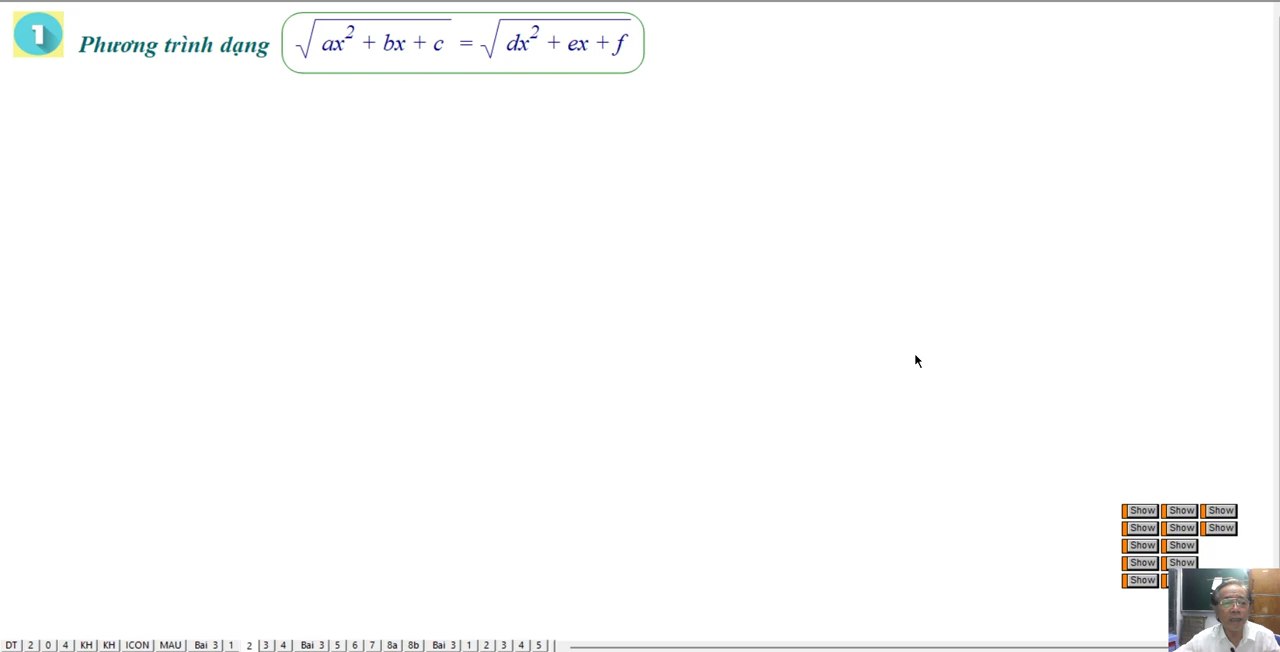 1 Phương trình dạng √(ax² + bx + c) = √(dx² + ex + f)
Show Show Show
Show Show Show
Show Show
Show Show
Show
DT 2 0 4 KH KH ICON MAU Bai 3 1 2 3 4 Bai 3 5 6 7 8a 8b Bai 3 1 2 3 4 5